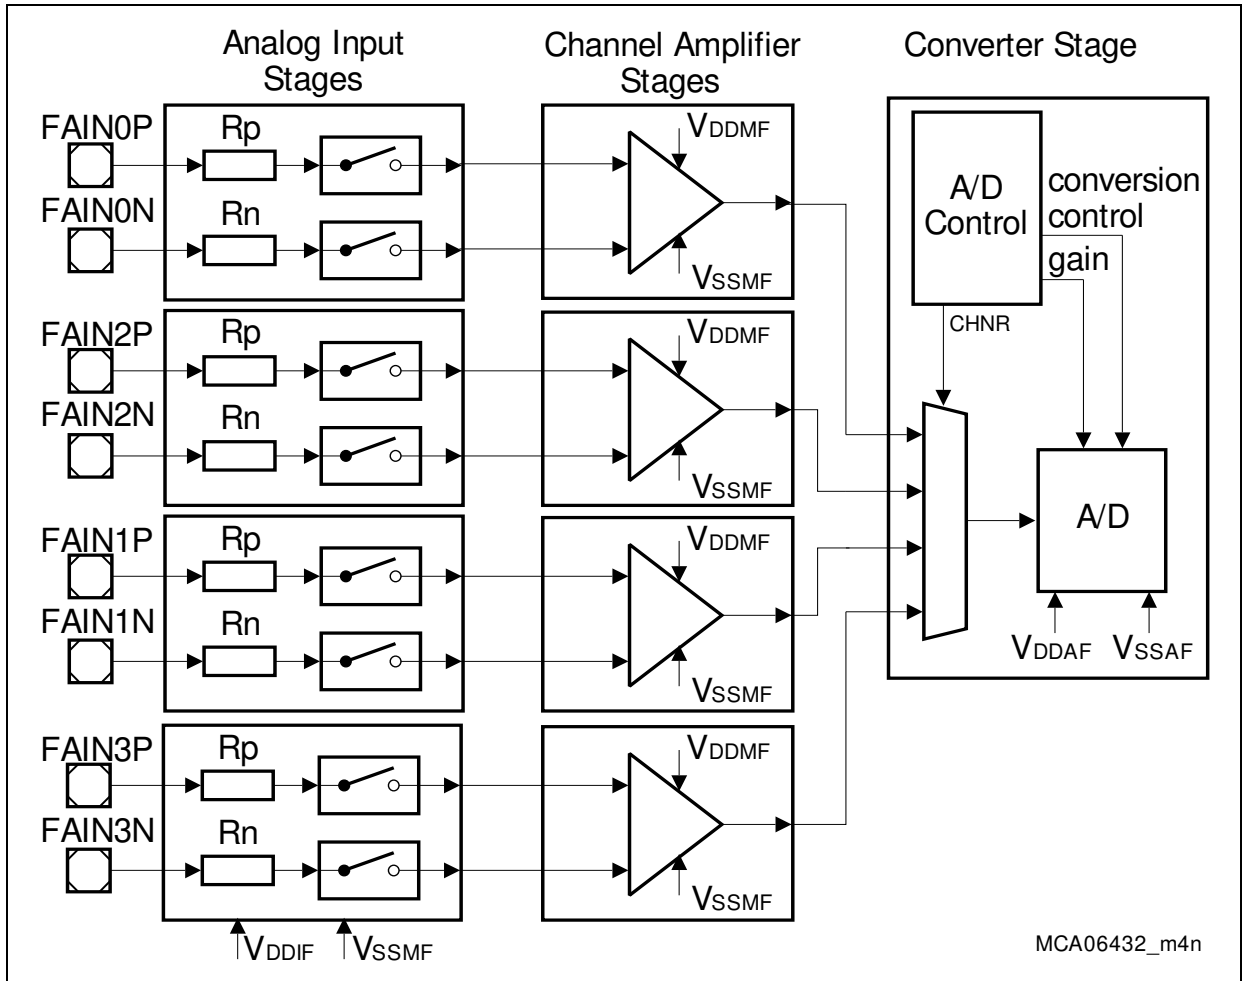 Analog Input
Stages
Channel Amplifier
Stages
Converter Stage
FAIN0P
Rp
FAIN0N
Rn
VDDMF
VSSMF
A/D
Control
conversion
control
gain
CHNR
FAIN2P
Rp
FAIN2N
Rn
VDDMF
VSSMF
A/D
VDDAF
VSSAF
FAIN1P
Rp
FAIN1N
Rn
VDDMF
VSSMF
FAIN3P
Rp
FAIN3N
Rn
VDDMF
VSSMF
VDDIF
VSSMF
MCA06432_m4n